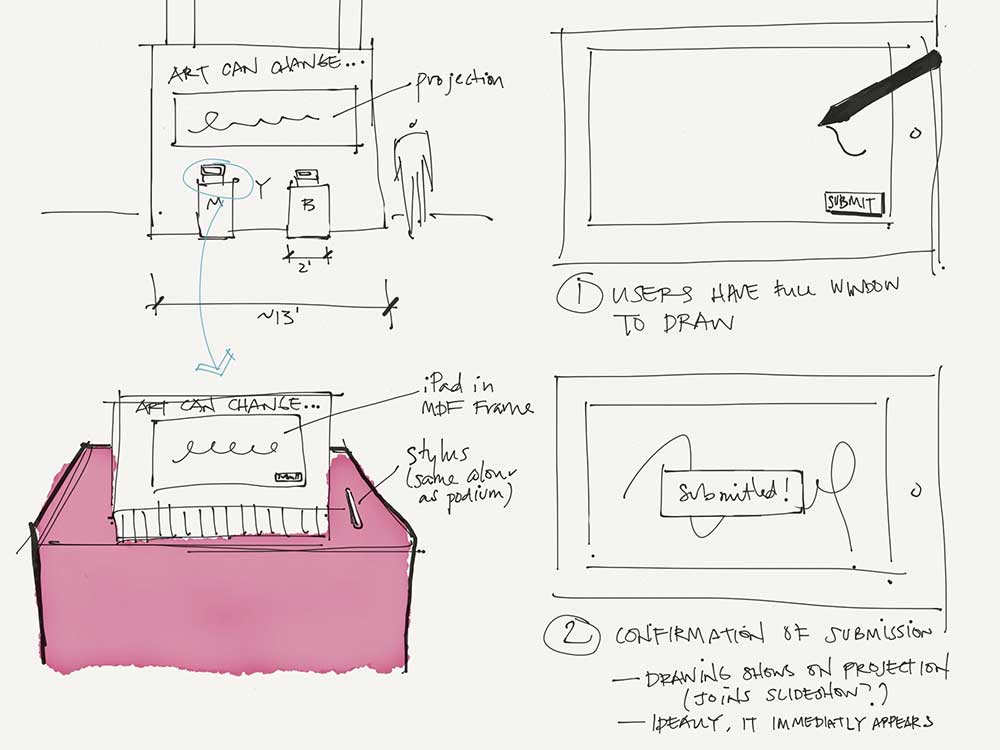 ART CAN CHANGE...
projection
M
Y
B
2'
~13'
ART CAN CHANGE...
iPad in
MDF Frame
stylus
(same colour
as podium)
SUBMIT
1 USERS HAVE FULL WINDOW
TO DRAW
Submitted!
2 CONFIRMATION OF SUBMISSION
— DRAWING SHOWS ON PROJECTION
(JOINS SLIDESHOW?)
— IDEALLY, IT IMMEDIATLY APPEARS